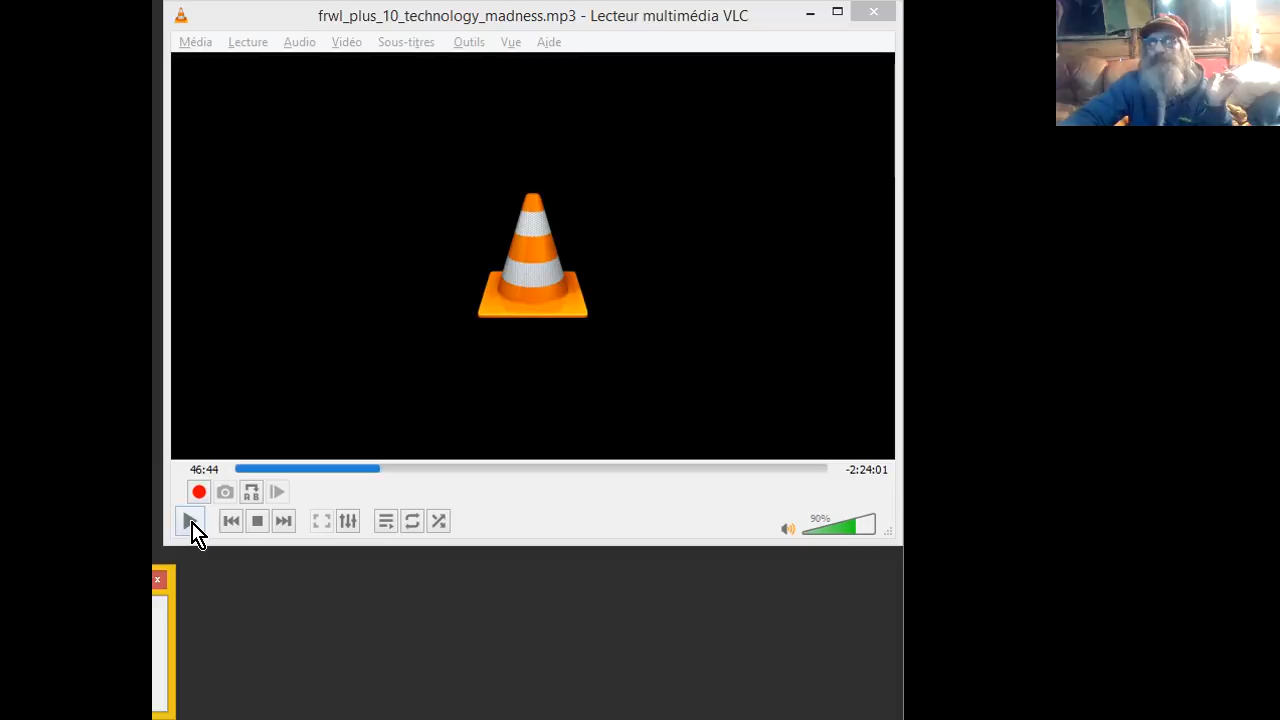 frwl_plus_10_technology_madness.mp3 - Lecteur multimédia VLC
Média Lecture Audio Vidéo Sous-titres Outils Vue Aide
46:44 -2:24:01
A B
90%